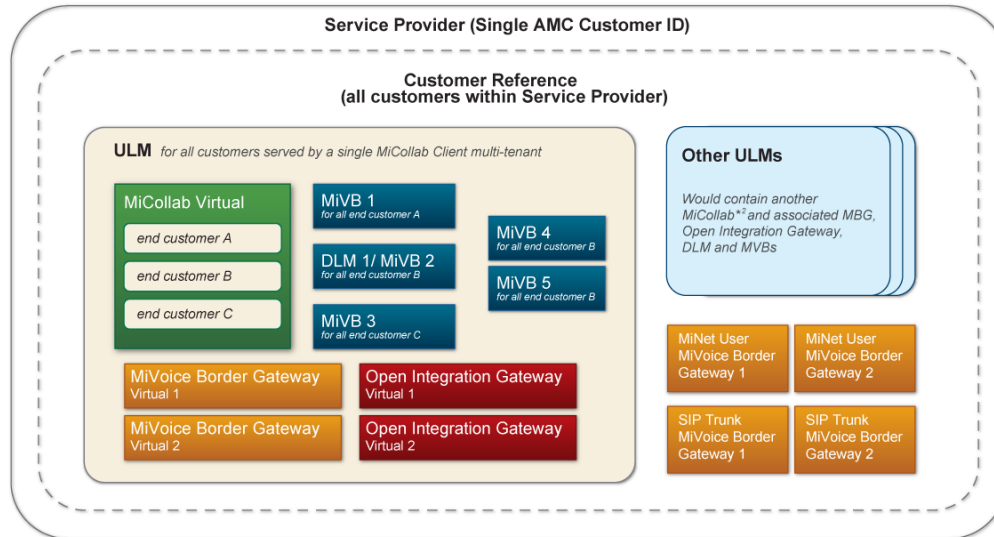 Service Provider (Single AMC Customer ID)
Customer Reference
(all customers within Service Provider)
ULM for all customers served by a single MiCollab Client multi-tenant
MiCollab Virtual
end customer A
end customer B
end customer C
MiVB 1
for all end customer A
DLM 1/ MiVB 2
for all end customer B
MiVB 3
for all end customer C
MiVB 4
for all end customer B
MiVB 5
for all end customer B
MiVoice Border Gateway
Virtual 1
Open Integration Gateway
Virtual 1
MiVoice Border Gateway
Virtual 2
Open Integration Gateway
Virtual 2
Other ULMs
Would contain another
MiCollab*² and associated MBG,
Open Integration Gateway,
DLM and MVBs
MiNet User
MiVoice Border
Gateway 1
MiNet User
MiVoice Border
Gateway 2
SIP Trunk
MiVoice Border
Gateway 1
SIP Trunk
MiVoice Border
Gateway 2